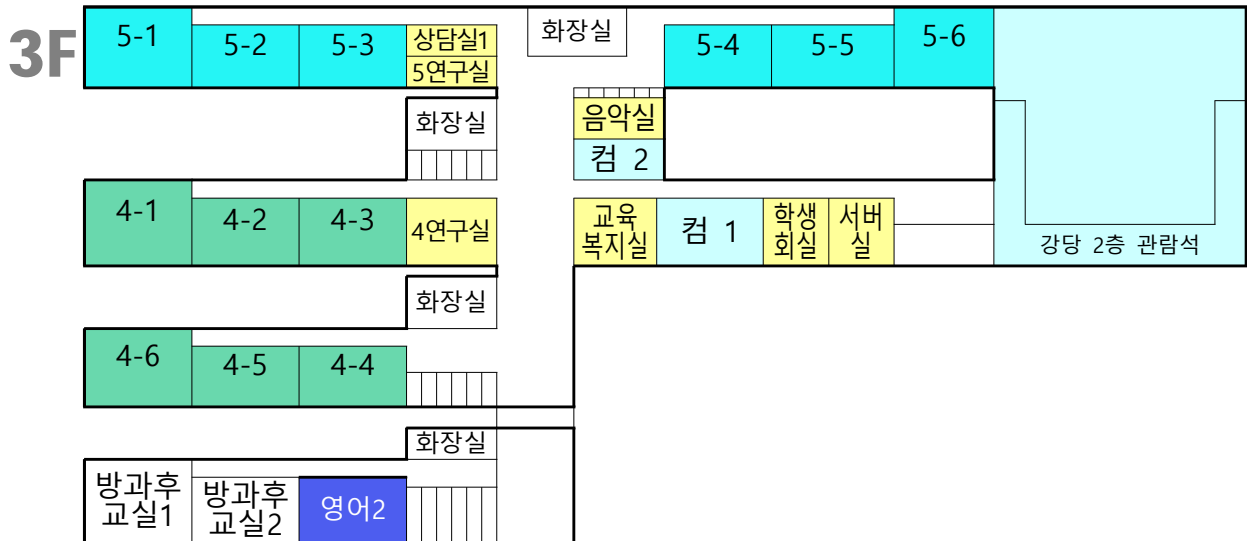 3F
5-1
5-2
5-3
상담실1
5연구실
화장실
5-4
5-5
5-6
화장실
음악실
컴 2
4-1
4-2
4-3
4연구실
교육
복지실
컴 1
학생
회실
서버
실
강당 2층 관람석
화장실
4-6
4-5
4-4
화장실
방과후
교실1
방과후
교실2
영어2